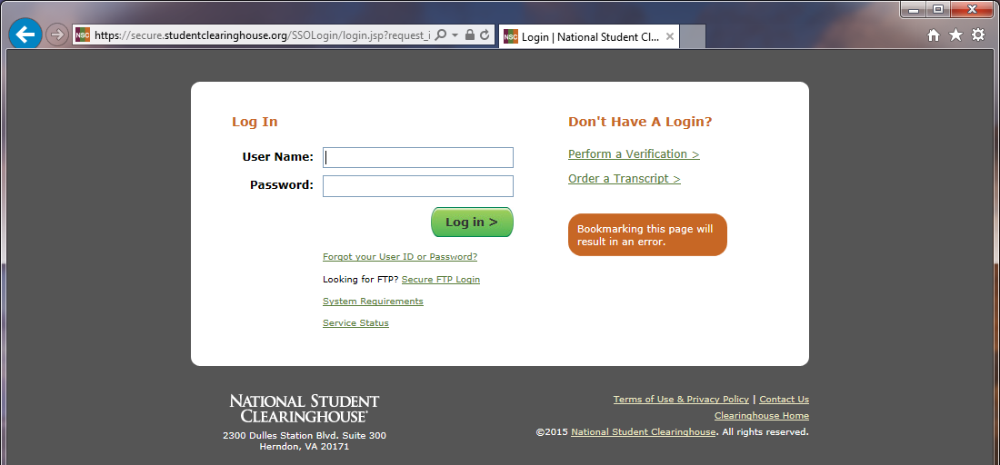 https://secure.studentclearinghouse.org/SSOLogin/login.jsp?request_i
NSC Login | National Student Cl...
Log In
User Name:
Password:
Log in >
Forgot your User ID or Password?
Looking for FTP? Secure FTP Login
System Requirements
Service Status
Don't Have A Login?
Perform a Verification >
Order a Transcript >
Bookmarking this page will
result in an error.
NATIONAL STUDENT
CLEARINGHOUSE®
2300 Dulles Station Blvd. Suite 300
Herndon, VA 20171
Terms of Use & Privacy Policy | Contact Us
Clearinghouse Home
©2015 National Student Clearinghouse. All rights reserved.